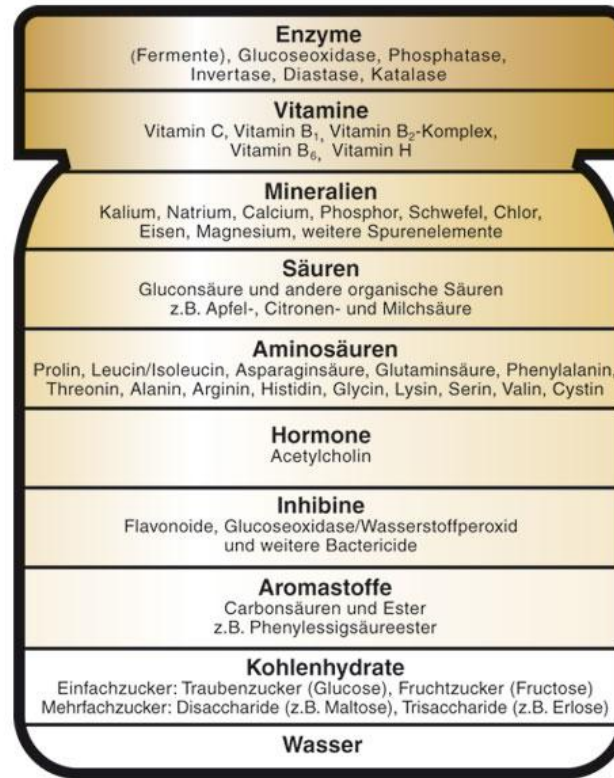 Enzyme
(Fermente), Glucoseoxidase, Phosphatase,
Invertase, Diastase, Katalase
Vitamine
Vitamin C, Vitamin B₁, Vitamin B₂-Komplex,
Vitamin B₆, Vitamin H
Mineralien
Kalium, Natrium, Calcium, Phosphor, Schwefel, Chlor,
Eisen, Magnesium, weitere Spurenelemente
Säuren
Gluconsäure und andere organische Säuren
z.B. Apfel-, Citronen- und Milchsäure
Aminosäuren
Prolin, Leucin/Isoleucin, Asparaginsäure, Glutaminsäure, Phenylalanin,
Threonin, Alanin, Arginin, Histidin, Glycin, Lysin, Serin, Valin, Cystin
Hormone
Acetylcholin
Inhibine
Flavonoide, Glucoseoxidase/Wasserstoffperoxid
und weitere Bactericide
Aromastoffe
Carbonsäuren und Ester
z.B. Phenylessigsäureester
Kohlenhydrate
Einfachzucker: Traubenzucker (Glucose), Fruchtzucker (Fructose)
Mehrfachzucker: Disaccharide (z.B. Maltose), Trisaccharide (z.B. Erlose)
Wasser